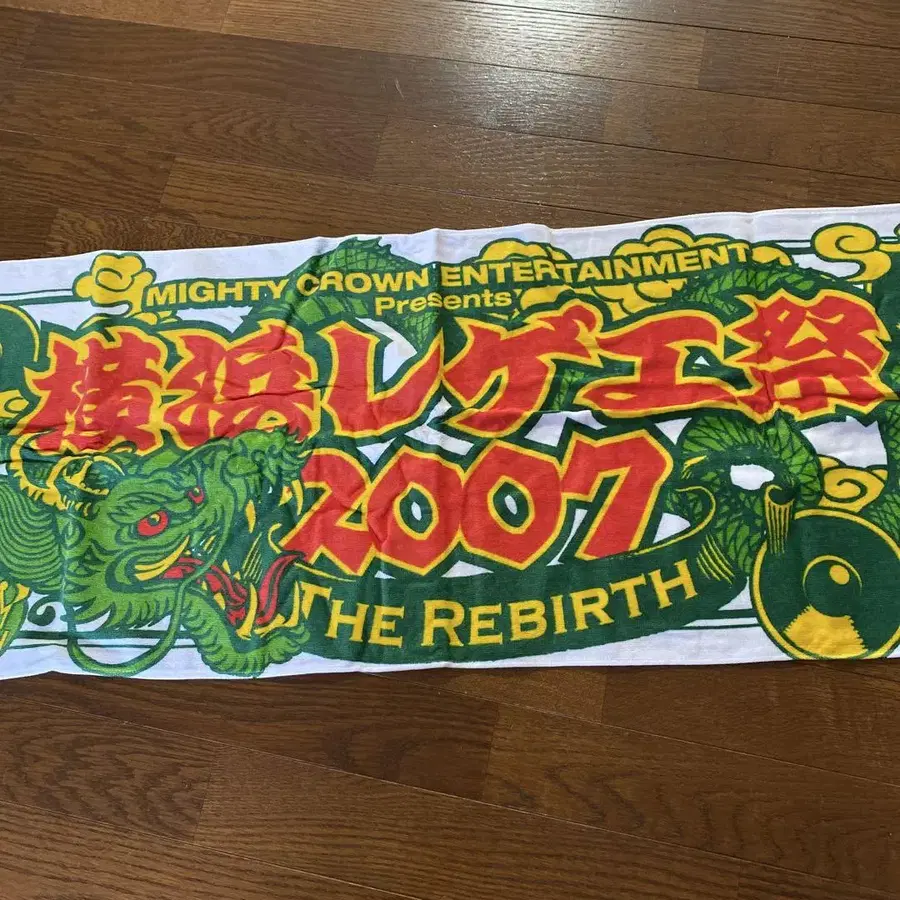 MIGHTY CROWN ENTERTAINMENT
Presents
横浜レゲエ祭
2007
THE REBIRTH